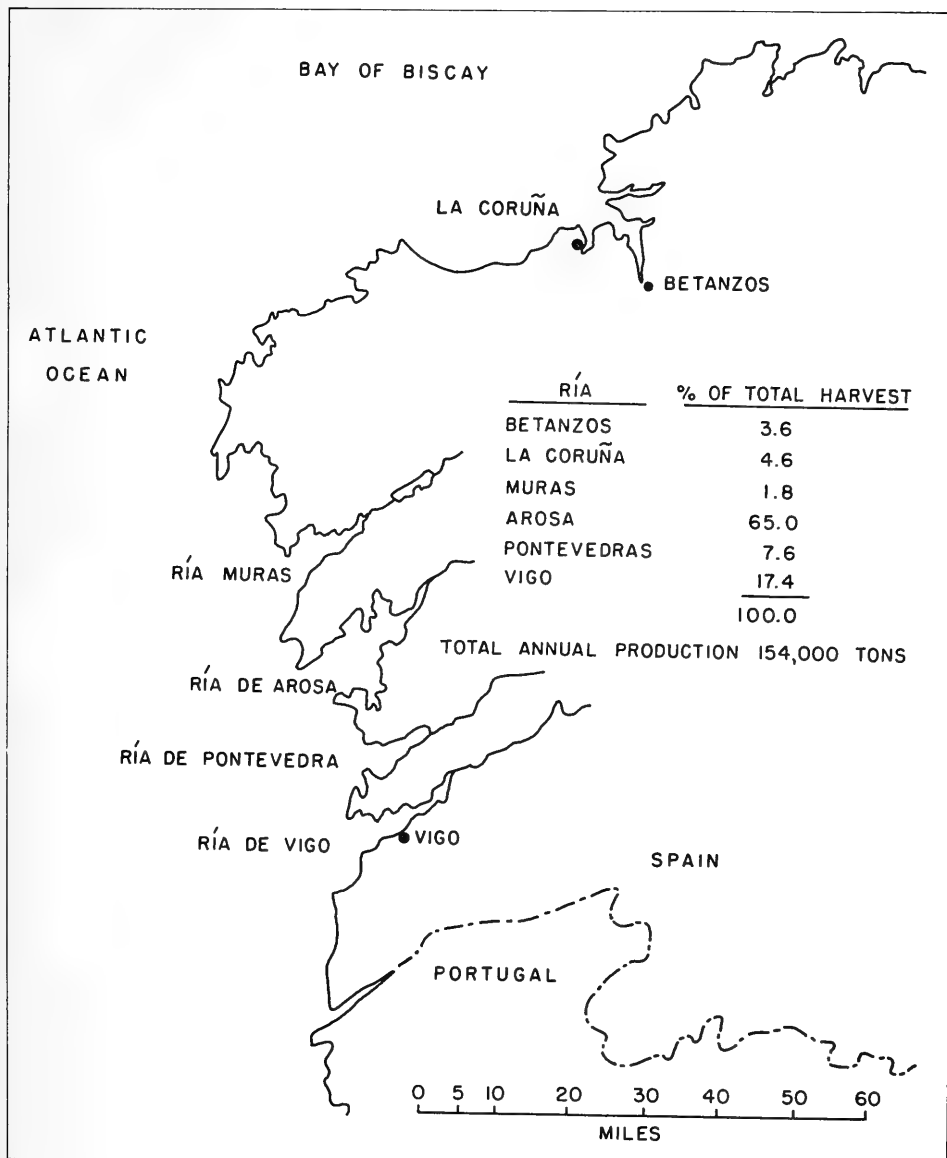 BAY OF BISCAY
LA CORUÑA
BETANZOS
ATLANTIC
OCEAN
RÍA % OF TOTAL HARVEST
BETANZOS 3.6
LA CORUÑA 4.6
MURAS 1.8
AROSA 65.0
PONTEVEDRAS 7.6
VIGO 17.4
100.0
RÍA MURAS
TOTAL ANNUAL PRODUCTION 154,000 TONS
RÍA DE AROSA
RÍA DE PONTEVEDRA
RÍA DE VIGO
VIGO
SPAIN
PORTUGAL
0 5 10 20 30 40 50 60
MILES